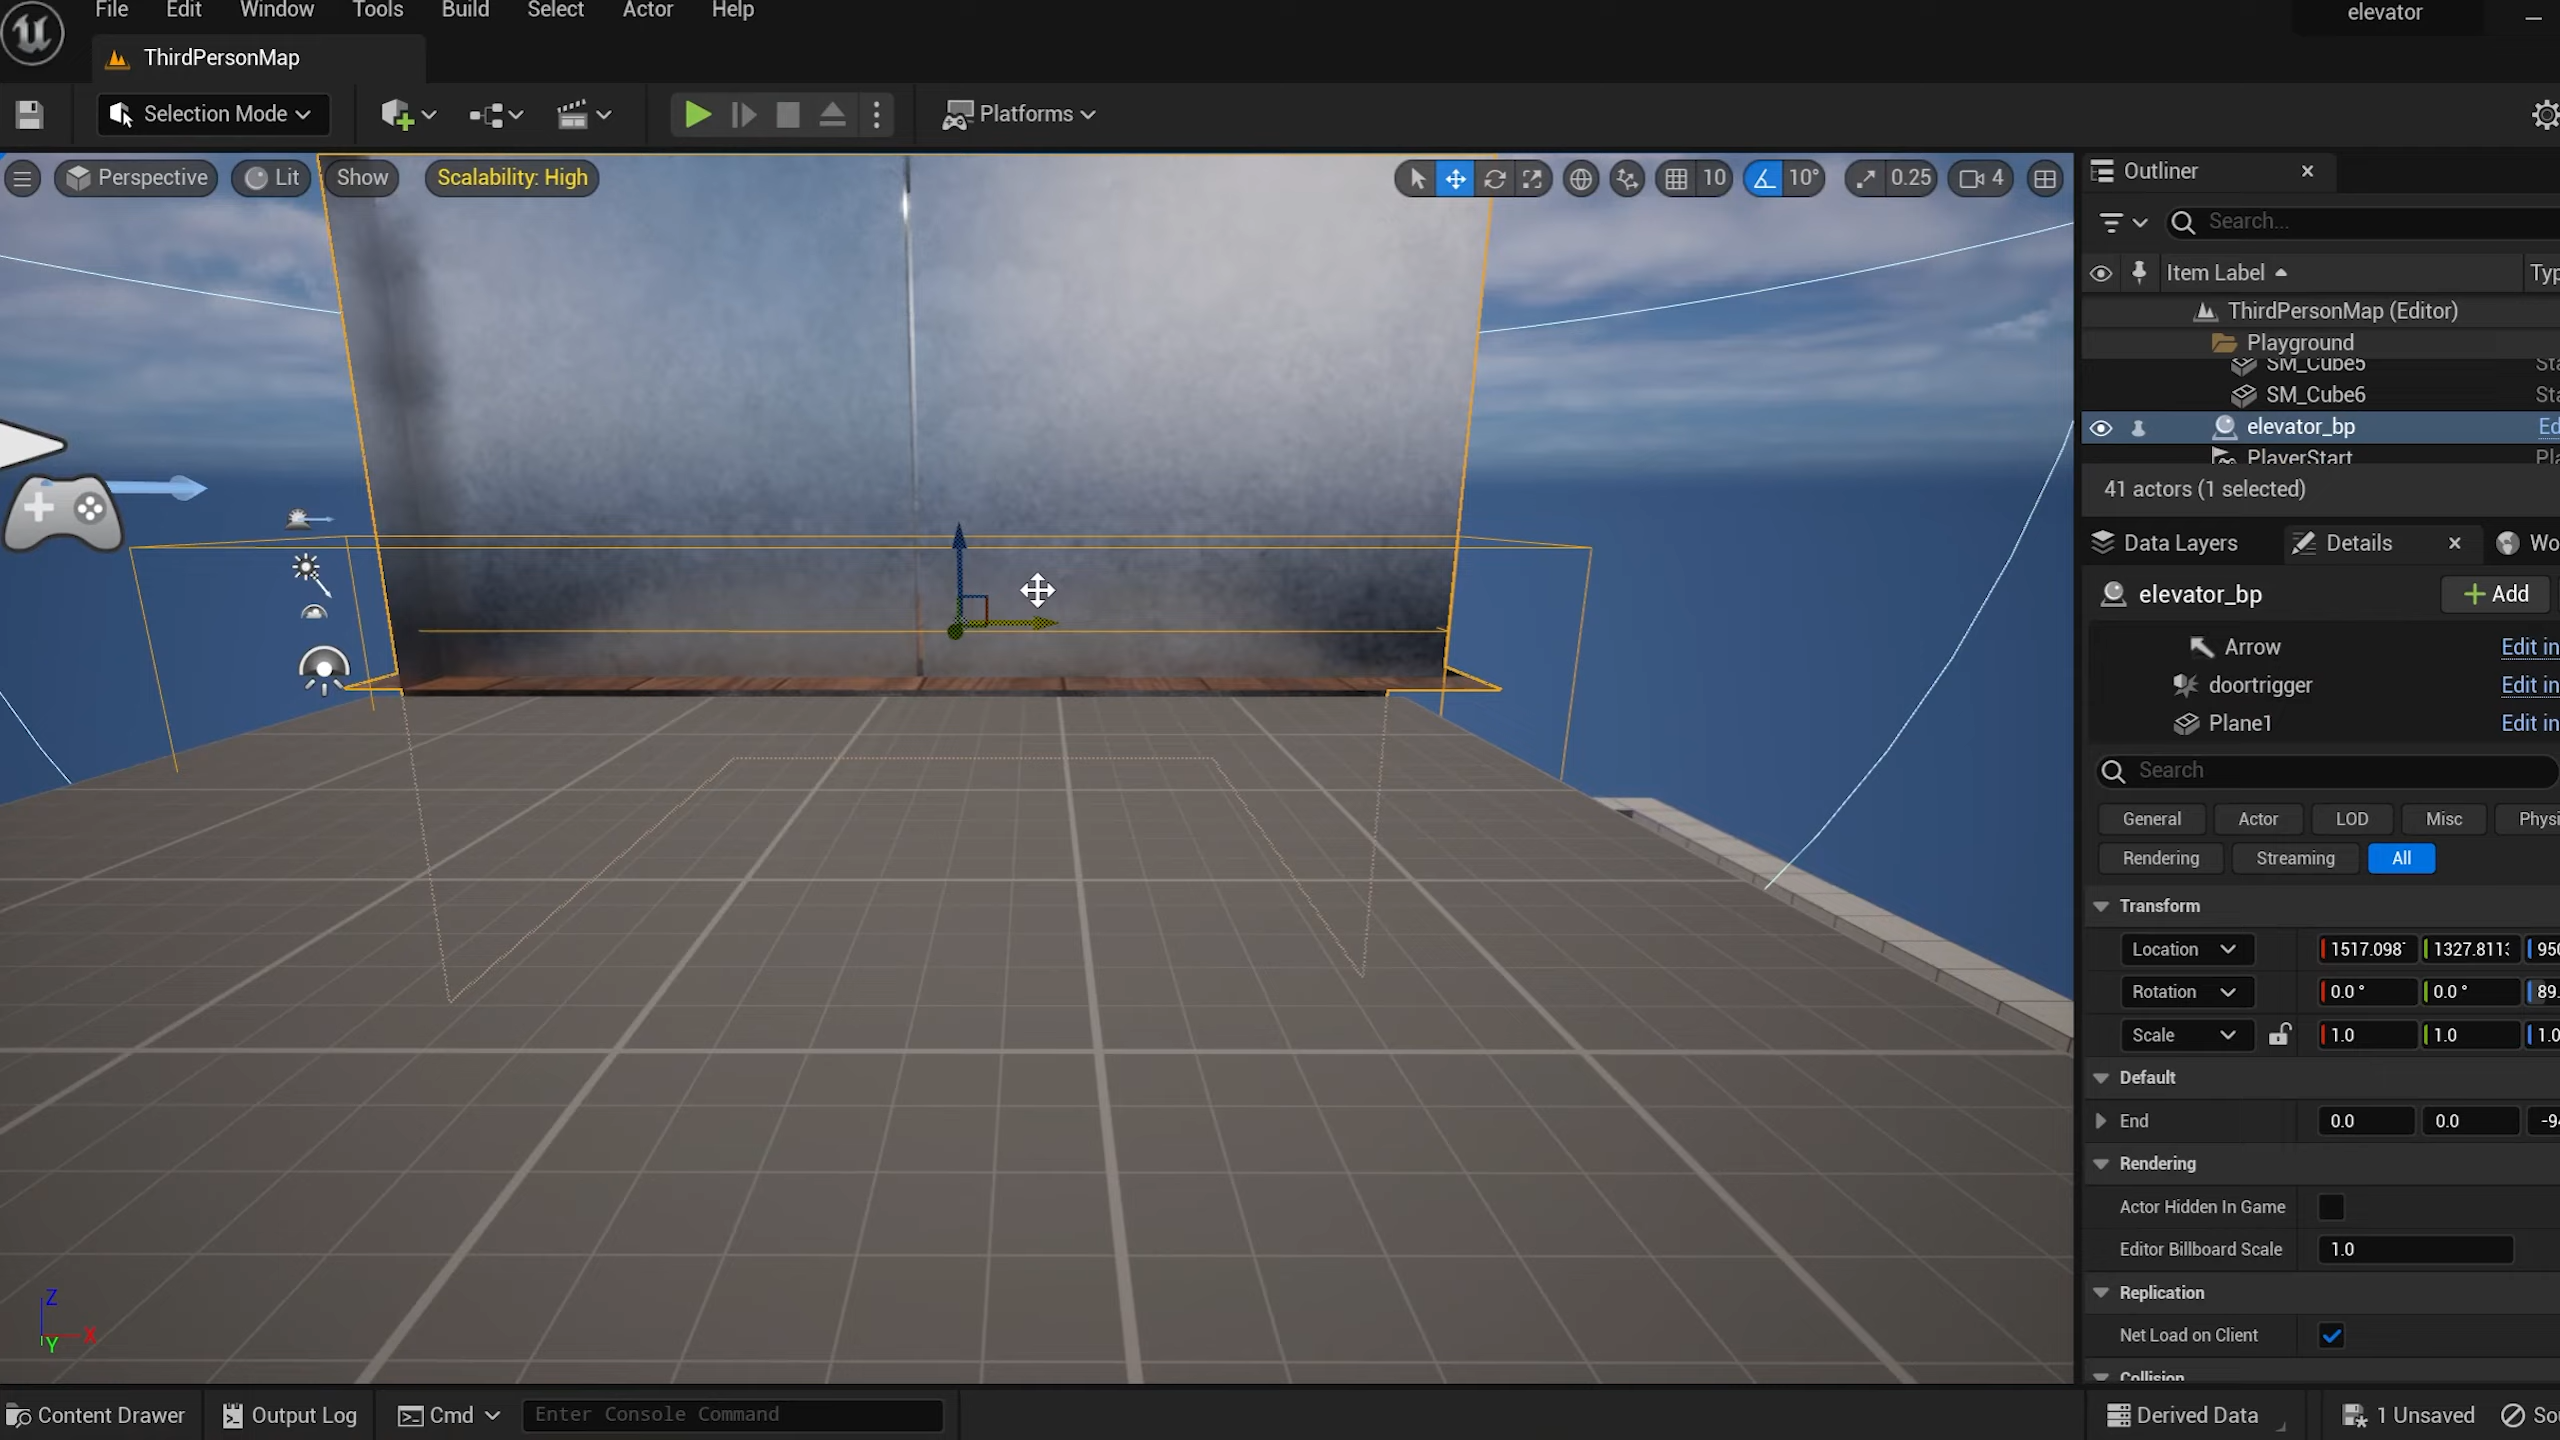 File Edit Window Tools Build Select Actor Help elevator
ThirdPersonMap
Selection Mode Platforms
Perspective Lit Show Scalability: High 10 10° 0.25 4
Outliner
Search...
Item Label Typ
ThirdPersonMap (Editor)
Playground
SM_Cube5 Sta
SM_Cube6 Sta
elevator_bp Ed
PlayerStart Pla
41 actors (1 selected)
Data Layers Details Wo
elevator_bp Add
Arrow Edit in
doortrigger Edit in
Plane1 Edit in
Search
General Actor LOD Misc Physi
Rendering Streaming All
Transform
Location 1517.098 1327.811 950
Rotation 0.0 ° 0.0 ° 89.
Scale 1.0 1.0 1.0
Default
End 0.0 0.0 -94
Rendering
Actor Hidden In Game
Editor Billboard Scale 1.0
Replication
Net Load on Client
Collision
Z
Y X
Content Drawer Output Log Cmd Enter Console Command Derived Data 1 Unsaved Sou